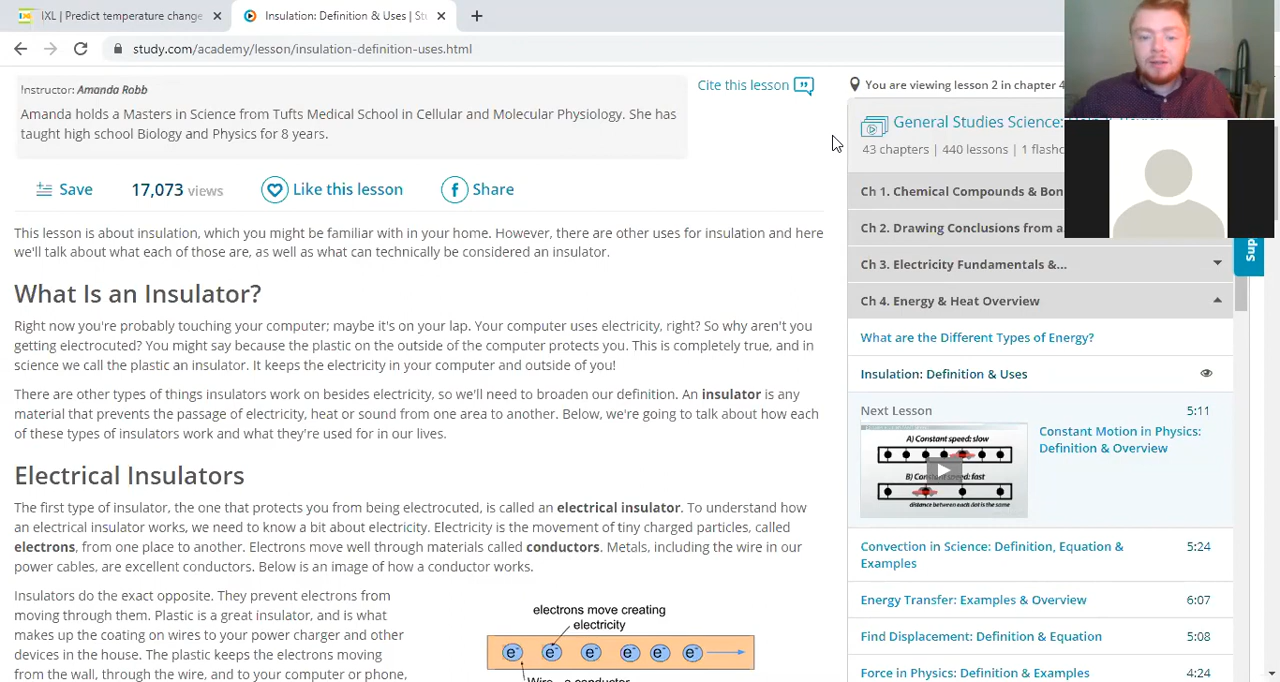 IXL | Predict temperature change
Insulation: Definition & Uses | St
study.com/academy/lesson/insulation-definition-uses.html
Instructor: Amanda Robb
Amanda holds a Masters in Science from Tufts Medical School in Cellular and Molecular Physiology. She has
taught high school Biology and Physics for 8 years.
Cite this lesson
Save
17,073 views
Like this lesson
Share
This lesson is about insulation, which you might be familiar with in your home. However, there are other uses for insulation and here
we'll talk about what each of those are, as well as what can technically be considered an insulator.
What Is an Insulator?
Right now you're probably touching your computer; maybe it's on your lap. Your computer uses electricity, right? So why aren't you
getting electrocuted? You might say because the plastic on the outside of the computer protects you. This is completely true, and in
science we call the plastic an insulator. It keeps the electricity in your computer and outside of you!
There are other types of things insulators work on besides electricity, so we'll need to broaden our definition. An insulator is any
material that prevents the passage of electricity, heat or sound from one area to another. Below, we're going to talk about how each
of these types of insulators work and what they're used for in our lives.
Electrical Insulators
The first type of insulator, the one that protects you from being electrocuted, is called an electrical insulator. To understand how
an electrical insulator works, we need to know a bit about electricity. Electricity is the movement of tiny charged particles, called
electrons, from one place to another. Electrons move well through materials called conductors. Metals, including the wire in our
power cables, are excellent conductors. Below is an image of how a conductor works.
Insulators do the exact opposite. They prevent electrons from
moving through them. Plastic is a great insulator, and is what
makes up the coating on wires to your power charger and other
devices in the house. The plastic keeps the electrons moving
from the wall, through the wire, and to your computer or phone,
electrons move creating
electricity
e⁻ e⁻ e⁻ e⁻ e⁻ e⁻
Wire - a conductor
You are viewing lesson 2 in chapter 4
General Studies Science:
43 chapters | 440 lessons | 1 flashc
Ch 1. Chemical Compounds & Bon
Ch 2. Drawing Conclusions from a
Ch 3. Electricity Fundamentals &...
Ch 4. Energy & Heat Overview
What are the Different Types of Energy?
Insulation: Definition & Uses
Next Lesson 5:11
A) Constant speed: slow
B) Constant speed: fast
distance between each dot is the same
Constant Motion in Physics:
Definition & Overview
Convection in Science: Definition, Equation & 5:24
Examples
Energy Transfer: Examples & Overview 6:07
Find Displacement: Definition & Equation 5:08
Force in Physics: Definition & Examples 4:24